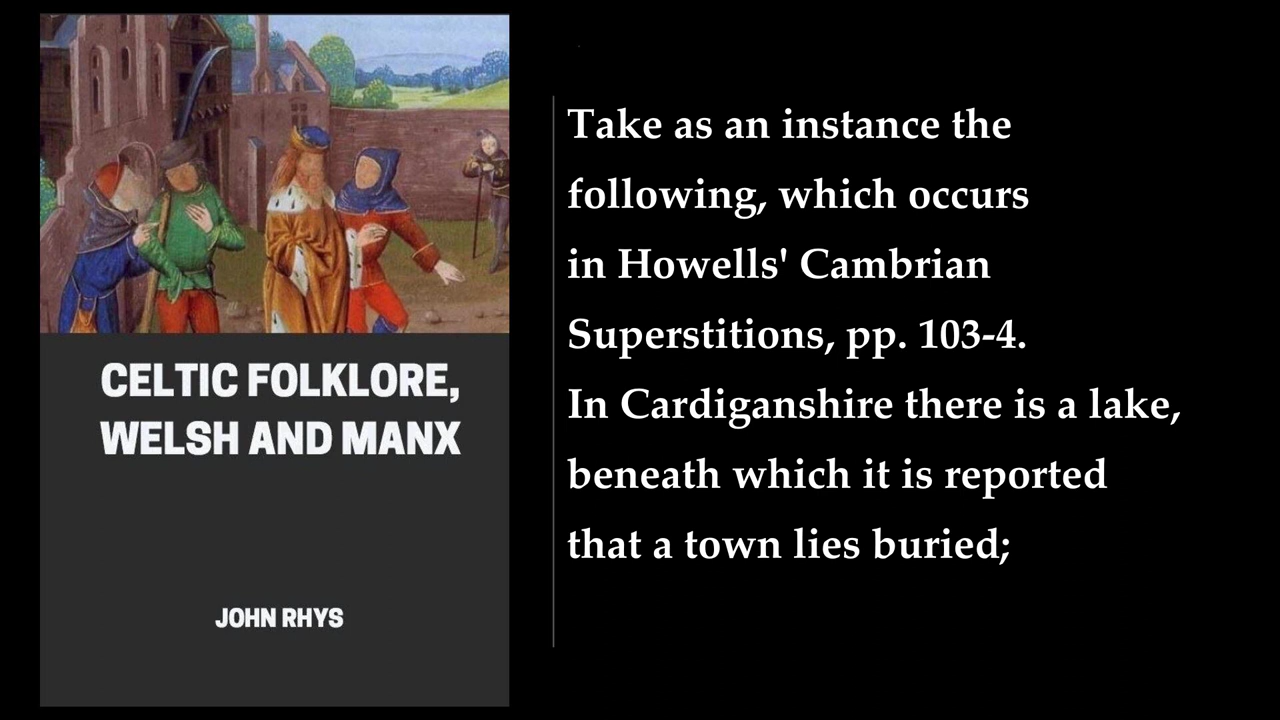 CELTIC FOLKLORE,
WELSH AND MANX
JOHN RHYS
Take as an instance the
following, which occurs
in Howells' Cambrian
Superstitions, pp. 103-4.
In Cardiganshire there is a lake,
beneath which it is reported
that a town lies buried;